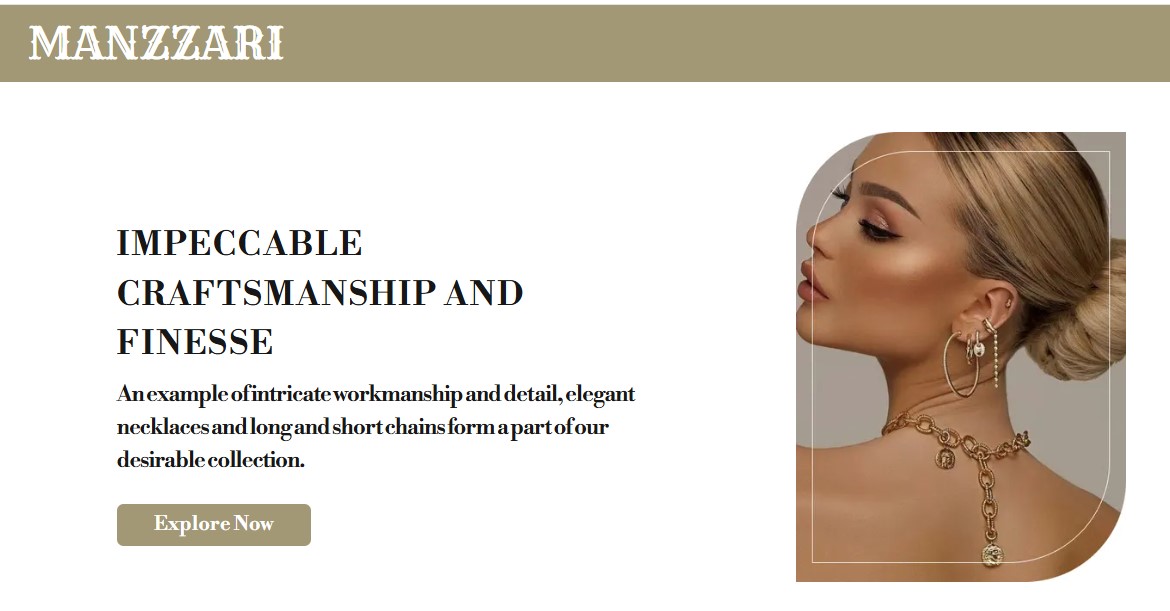 MANZZARI
IMPECCABLE
CRAFTSMANSHIP AND
FINESSE
An example of intricate workmanship and detail, elegant
necklaces and long and short chains form a part of our
desirable collection.
Explore Now